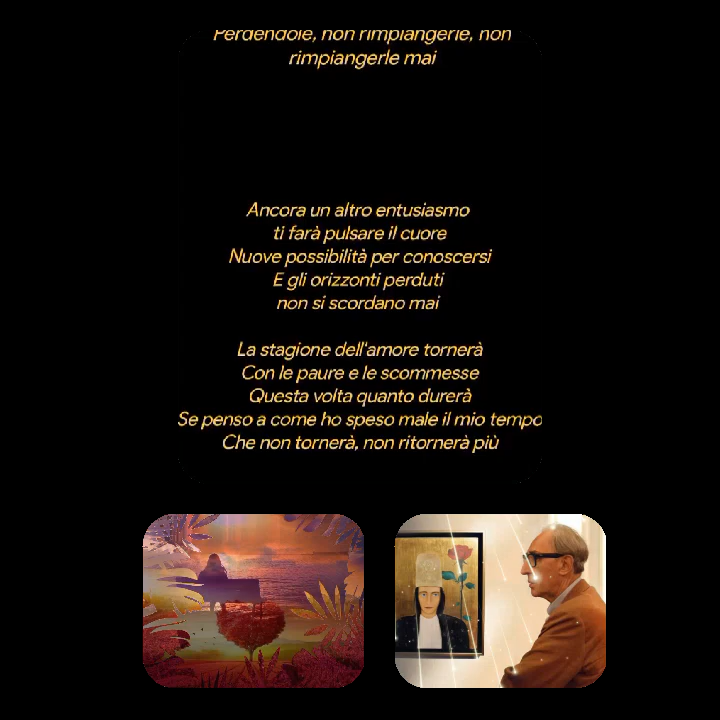 Perdendole, non rimpiangerle, non
rimpiangerle mai
Ancora un altro entusiasmo
ti farà pulsare il cuore
Nuove possibilità per conoscersi
E gli orizzonti perduti
non si scordano mai
La stagione dell'amore tornerà
Con le paure e le scommesse
Questa volta quanto durerà
Se penso a come ho speso male il mio tempo
Che non tornerà, non ritornerà più